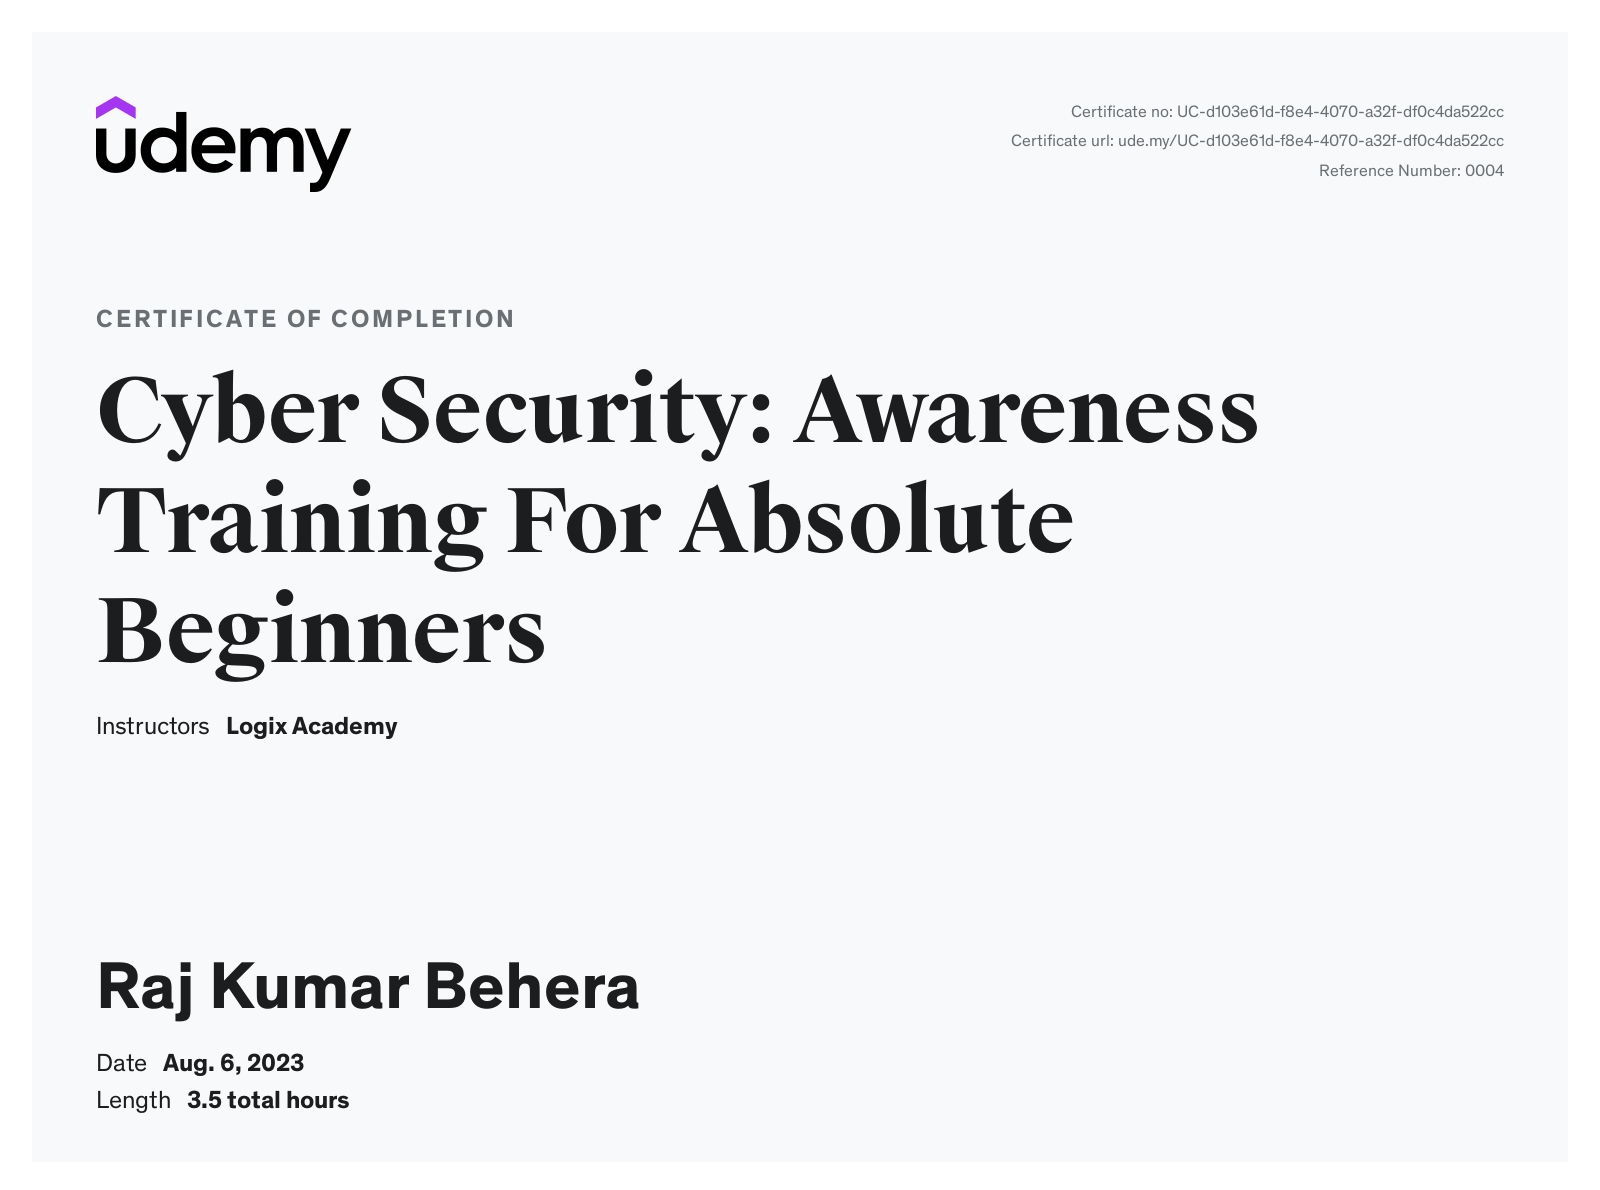 udemy
Certificate no: UC-d103e61d-f8e4-4070-a32f-df0c4da522cc
Certificate url: ude.my/UC-d103e61d-f8e4-4070-a32f-df0c4da522cc
Reference Number: 0004
CERTIFICATE OF COMPLETION
Cyber Security: Awareness
Training For Absolute
Beginners
Instructors Logix Academy
Raj Kumar Behera
Date Aug. 6, 2023
Length 3.5 total hours